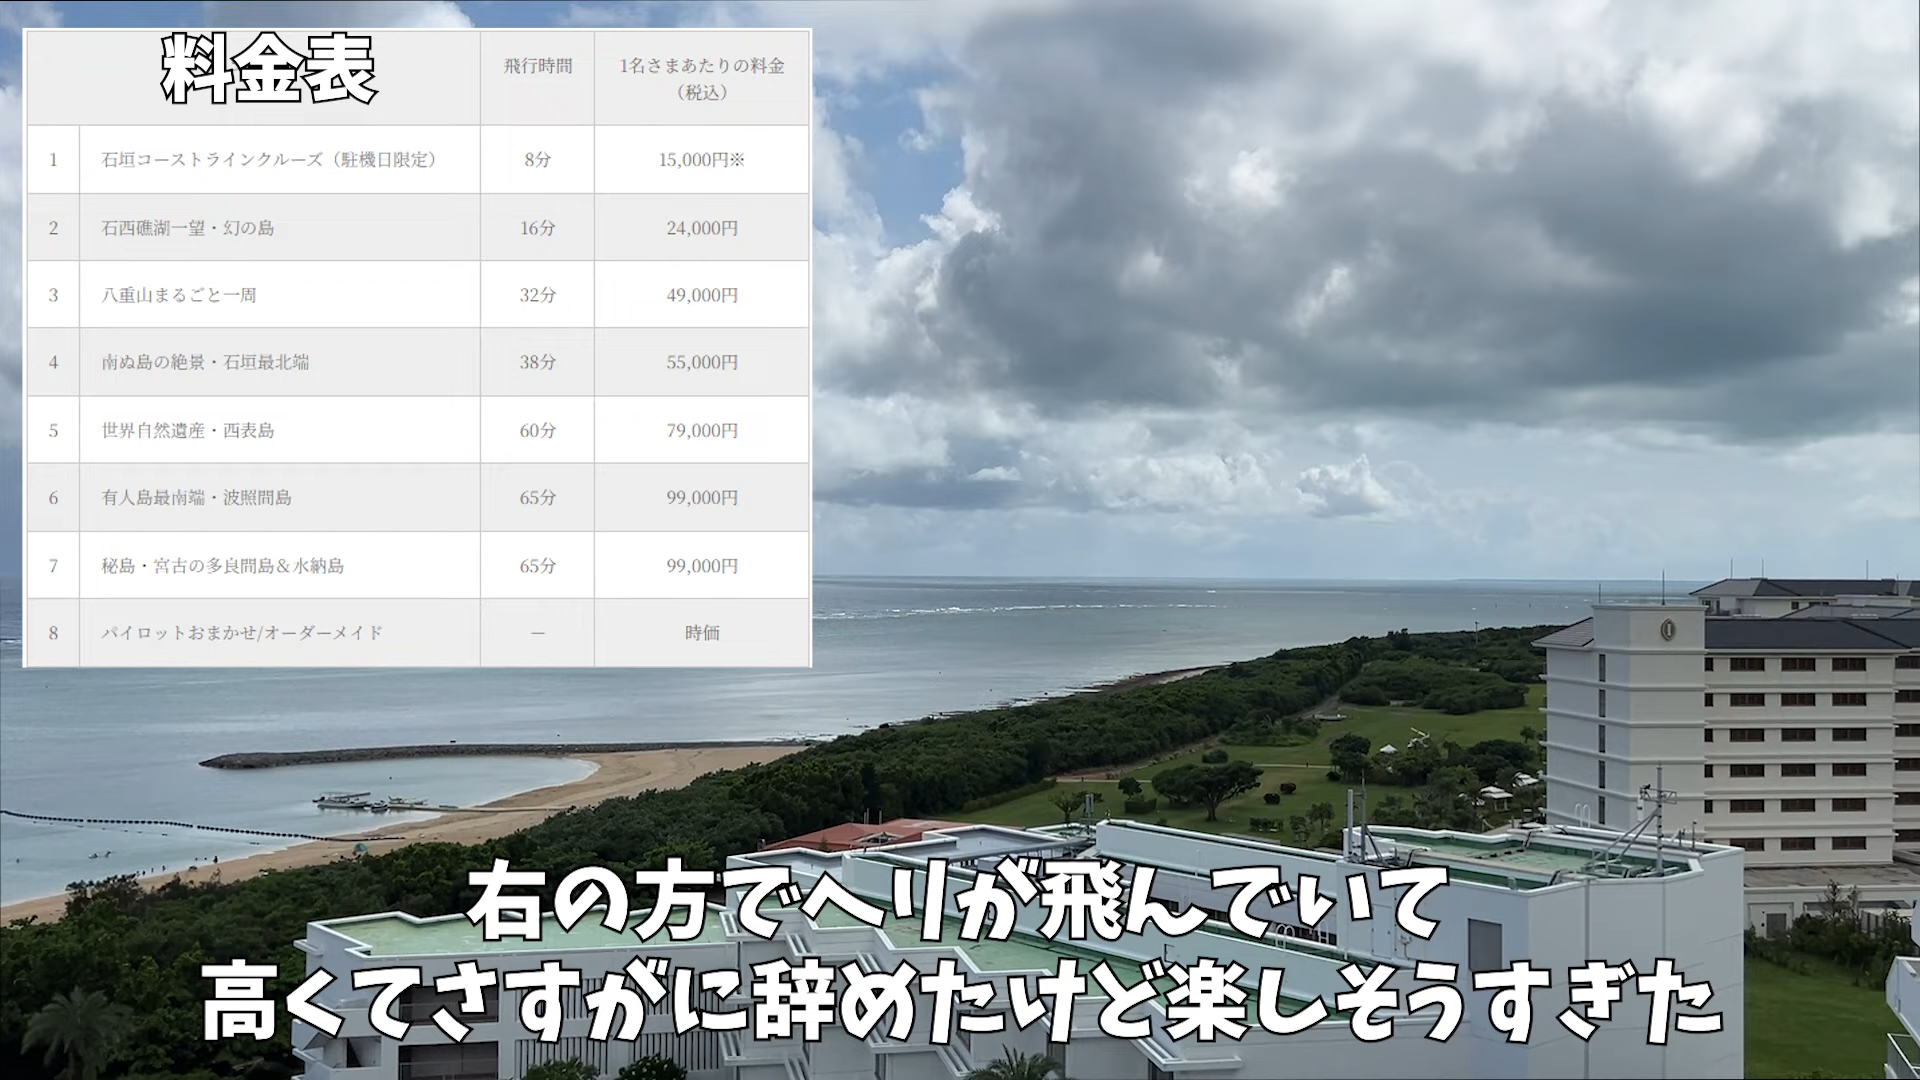 料金表
飛行時間
1名さまあたりの料金
（税込）
1 石垣コーストラインクルーズ（駐機日限定） 8分 15,000円※
2 石西礁湖一望・幻の島 16分 24,000円
3 八重山まるごと一周 32分 49,000円
4 南ぬ島の絶景・石垣最北端 38分 55,000円
5 世界自然遺産・西表島 60分 79,000円
6 有人島最南端・波照間島 65分 99,000円
7 秘島・宮古の多良間島＆水納島 65分 99,000円
8 パイロットおまかせ/オーダーメイド － 時価
右の方でヘリが飛んでいて
高くてさすがに辞めたけど楽しそうすぎた